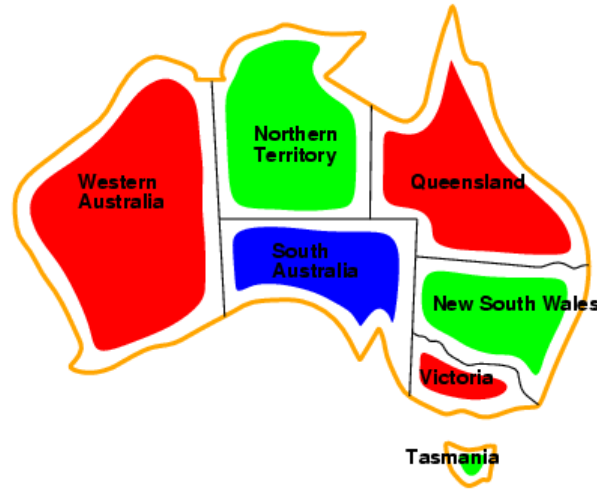 Northern
Territory
Western
Australia
Queensland
South
Australia
New South Wales
Victoria
Tasmania